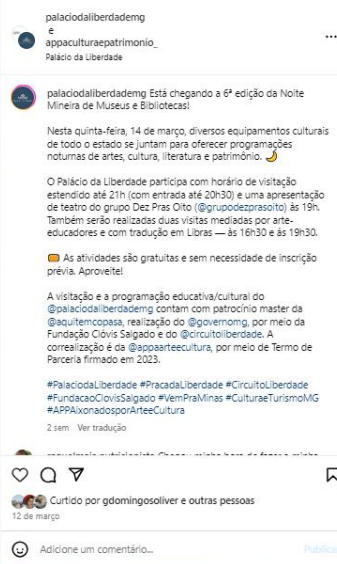 palaciodaliberdademg
e
appaculturaepatrimonio_
Palácio da Liberdade
palaciodaliberdademg Está chegando a 6ª edição da Noite
Mineira de Museus e Bibliotecas!
Nesta quinta-feira, 14 de março, diversos equipamentos culturais
de todo o estado se juntam para oferecer programações
noturnas de artes, cultura, literatura e patrimônio. 🌙
O Palácio da Liberdade participa com horário de visitação
estendido até 21h (com entrada até 20h30) e uma apresentação
de teatro do grupo Dez Pras Oito (@grupodezprasoito) às 19h.
Também serão realizadas duas visitas mediadas por arte-
educadores e com tradução em Libras — às 16h30 e às 19h30.
🎟 As atividades são gratuitas e sem necessidade de inscrição
prévia. Aproveite!
A visitação e a programação educativa/cultural do
@palaciodaliberdademg contam com patrocínio master da
@aquitemcopasa, realização do @governomg, por meio da
Fundação Clóvis Salgado e do @circuitoliberdade. A
correalização é da @appaarteecultura, por meio de Termo de
Parceria firmado em 2023.
#PalaciodaLiberdade #PracadaLiberdade #CircuitoLiberdade
#FundacaoClovisSalgado #VemPraMinas #CulturaeTurismoMG
#APPAixonadosporArteeCultura
2 sem Ver tradução
Curtido por gdomingosoliver e outras pessoas
12 de março
Adicione um comentário...
Publicar